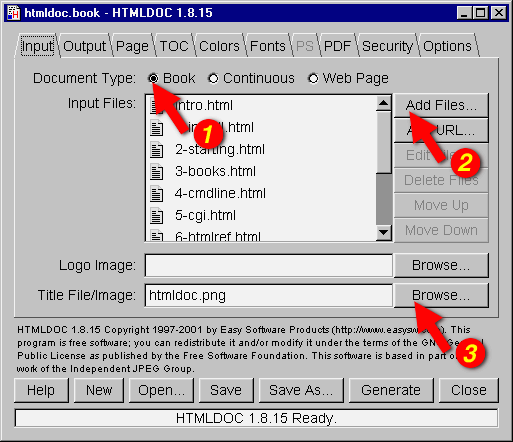 htmldoc.book - HTMLDOC 1.8.15
Input Output Page TOC Colors Fonts PS PDF Security Options
Document Type: Book Continuous Web Page
Input Files: intro.html Add Files...
1 .html URL... 2
2-starting.html Edit
3-books.html Delete Files
4-cmdline.html Move Up
5-cgi.html Move Down
6-htmlref.html
Logo Image: Browse...
Title File/Image: htmldoc.png Browse...
3
HTMLDOC 1.8.15 Copyright 1997-2001 by Easy Software Products (http://www.easysw. This
program is free software; you can redistribute it and/or modify it under the terms of the GN
Public License as published by the Free Software Foundation. This software is based in part
work of the Independent JPEG Group.
Help New Open... Save Save As... Generate Close
HTMLDOC 1.8.15 Ready.